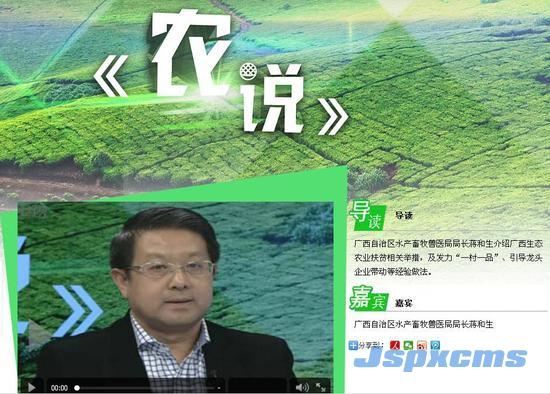 《农说》
导读 导读
广西自治区水产畜牧兽医局局长蒋和生介绍广西生态
农业扶贫相关举措，及发力“一村一品”、引导龙头
企业带动等经验做法。
嘉宾 嘉宾
广西自治区水产畜牧兽医局局长蒋和生
分享到：
Jspxcms
00:00